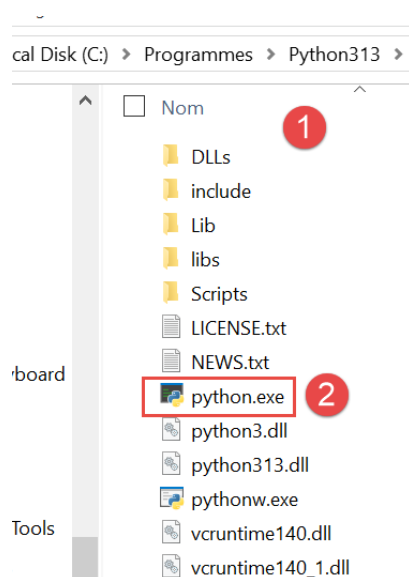 cal Disk (C:) > Programmes > Python313 >
Nom
1
DLLs
include
Lib
libs
Scripts
LICENSE.txt
NEWS.txt
yboard
python.exe
2
python3.dll
python313.dll
pythonw.exe
Tools
vcruntime140.dll
vcruntime140_1.dll